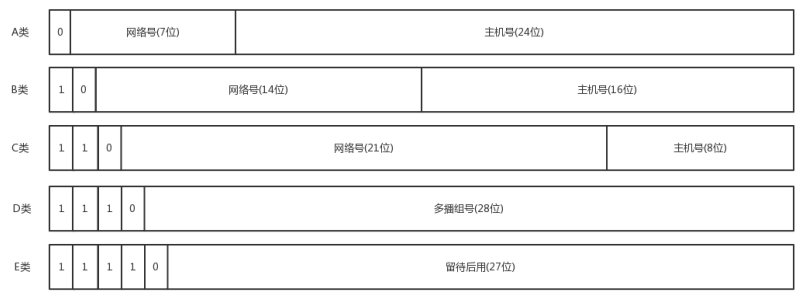 A类 0 网络号(7位) 主机号(24位)
B类 1 0 网络号(14位) 主机号(16位)
C类 1 1 0 网络号(21位) 主机号(8位)
D类 1 1 1 0 多播组号(28位)
E类 1 1 1 1 0 留待后用(27位)